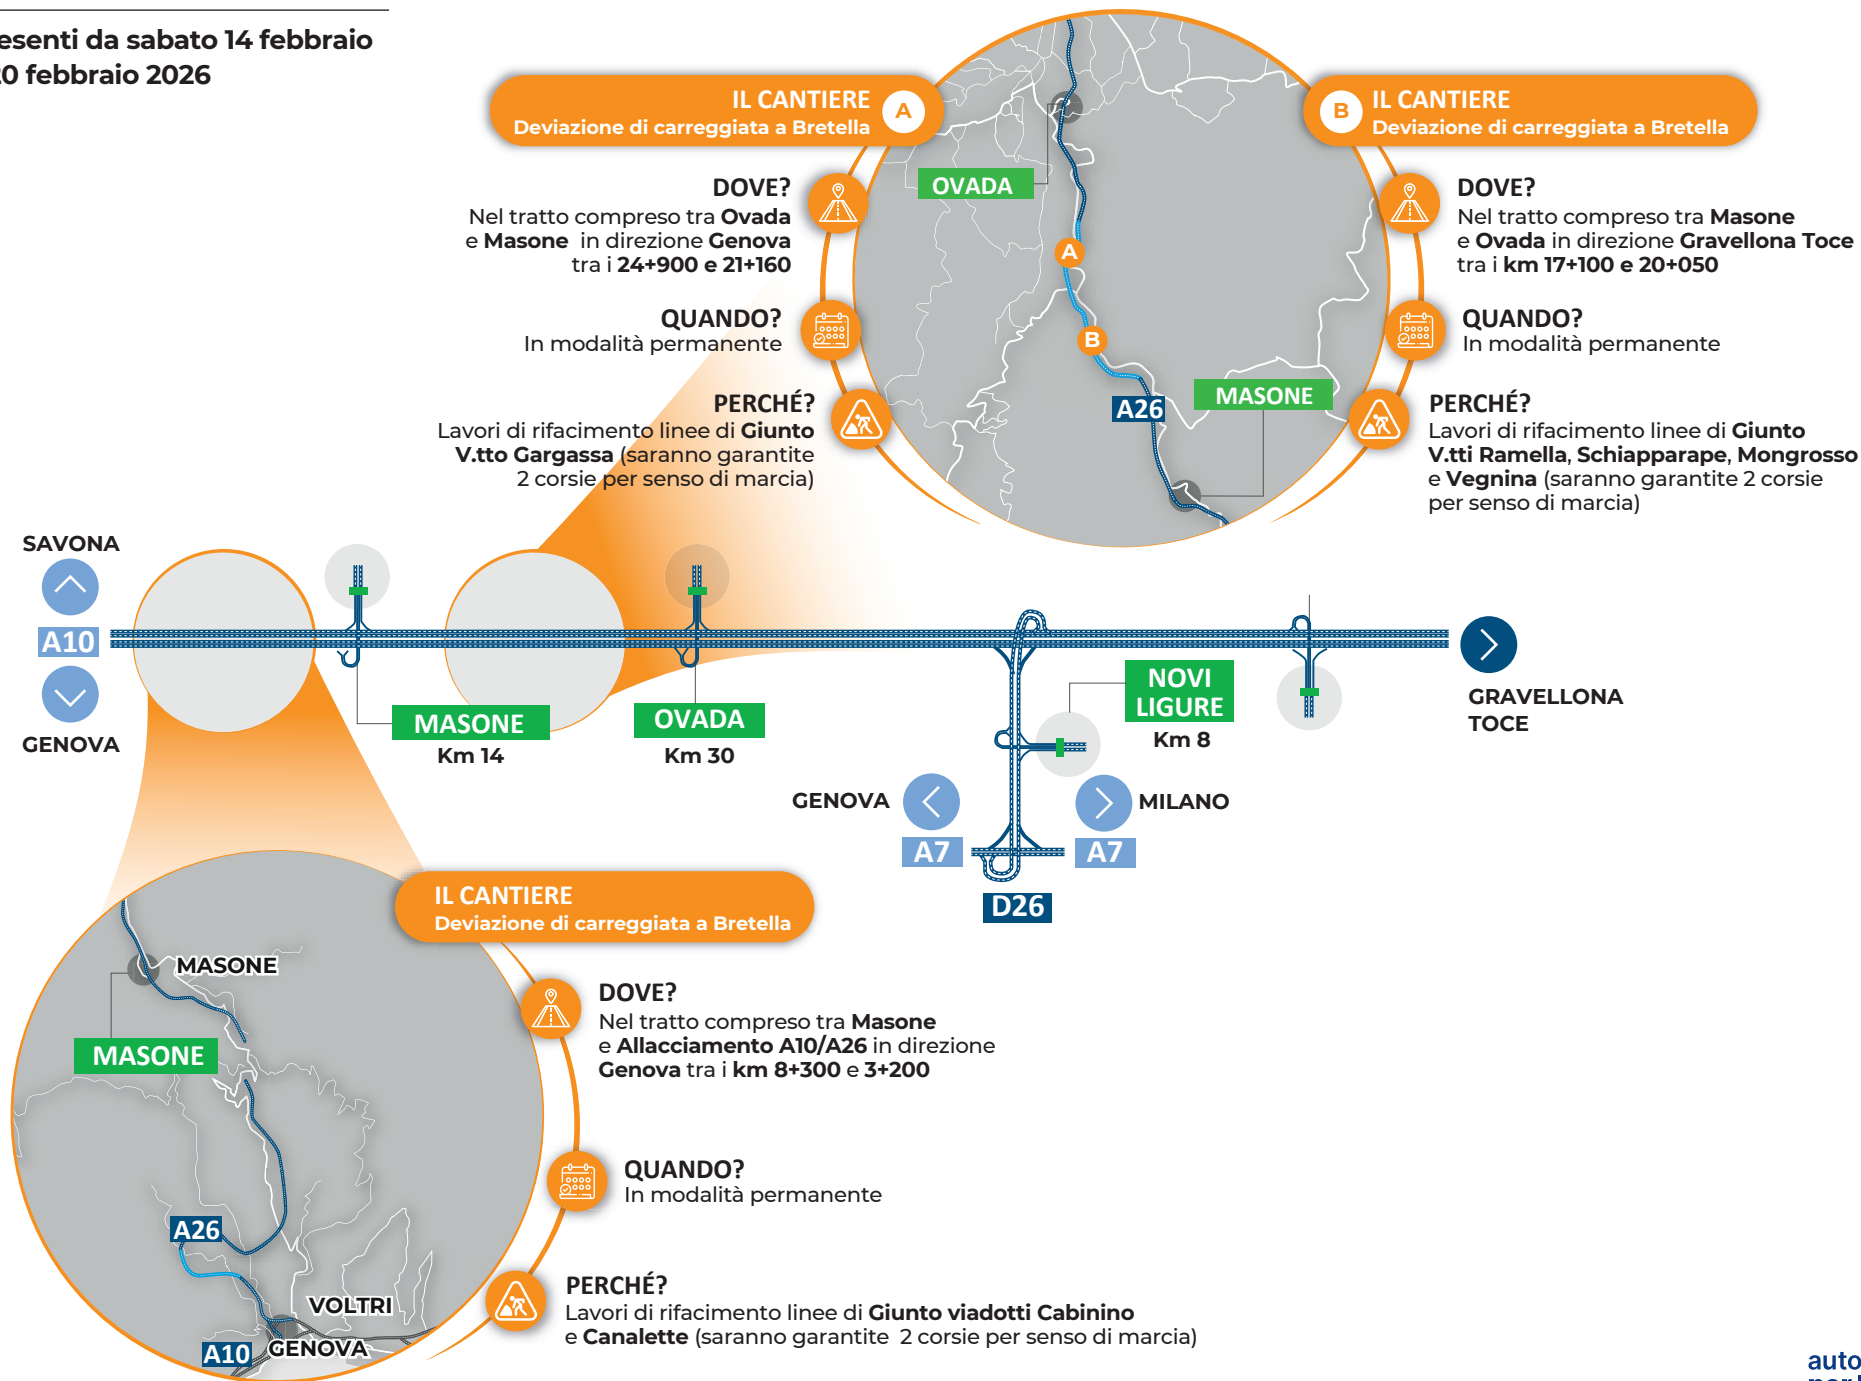 esenti da sabato 14 febbraio
20 febbraio 2026
IL CANTIERE
Deviazione di carreggiata a Bretella
A
DOVE?
Nel tratto compreso tra Ovada
e Masone in direzione Genova
tra i 24+900 e 21+160
QUANDO?
In modalità permanente
PERCHÉ?
Lavori di rifacimento linee di Giunto
V.tto Gargassa (saranno garantite
2 corsie per senso di marcia)
OVADA
A
B
A26
MASONE
B
IL CANTIERE
Deviazione di carreggiata a Bretella
DOVE?
Nel tratto compreso tra Masone
e Ovada in direzione Gravellona Toce
tra i km 17+100 e 20+050
QUANDO?
In modalità permanente
PERCHÉ?
Lavori di rifacimento linee di Giunto
V.tti Ramella, Schiapparape, Mongrosso
e Vegnina (saranno garantite 2 corsie
per senso di marcia)
SAVONA
A10
GENOVA
MASONE
Km 14
OVADA
Km 30
NOVI
LIGURE
Km 8
GRAVELLONA
TOCE
GENOVA
MILANO
A7
A7
D26
IL CANTIERE
Deviazione di carreggiata a Bretella
MASONE
MASONE
A26
VOLTRI
GENOVA
A10
DOVE?
Nel tratto compreso tra Masone
e Allacciamento A10/A26 in direzione
Genova tra i km 8+300 e 3+200
QUANDO?
In modalità permanente
PERCHÉ?
Lavori di rifacimento linee di Giunto viadotti Cabinino
e Canalette (saranno garantite 2 corsie per senso di marcia)
auto